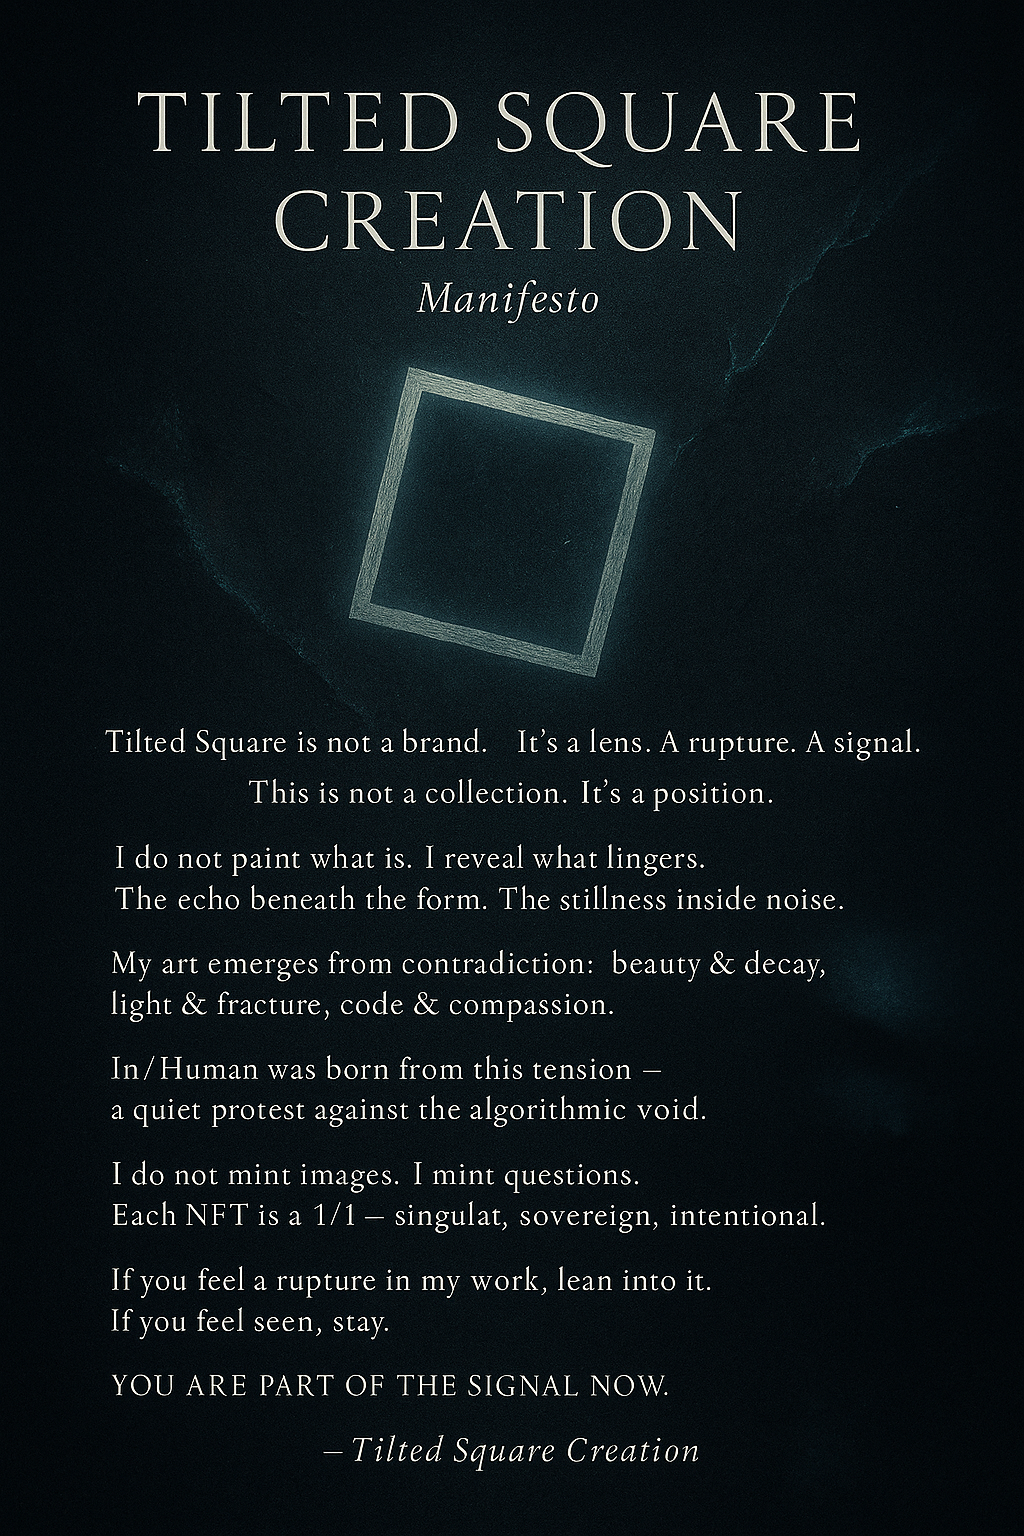 TILTED SQUARE
CREATION
Manifesto
Tilted Square is not a brand. It’s a lens. A rupture. A signal.
This is not a collection. It’s a position.
I do not paint what is. I reveal what lingers.
The echo beneath the form. The stillness inside noise.
My art emerges from contradiction: beauty & decay,
light & fracture, code & compassion.
In/Human was born from this tension –
a quiet protest against the algorithmic void.
I do not mint images. I mint questions.
Each NFT is a 1/1 – singulat, sovereign, intentional.
If you feel a rupture in my work, lean into it.
If you feel seen, stay.
YOU ARE PART OF THE SIGNAL NOW.
– Tilted Square Creation